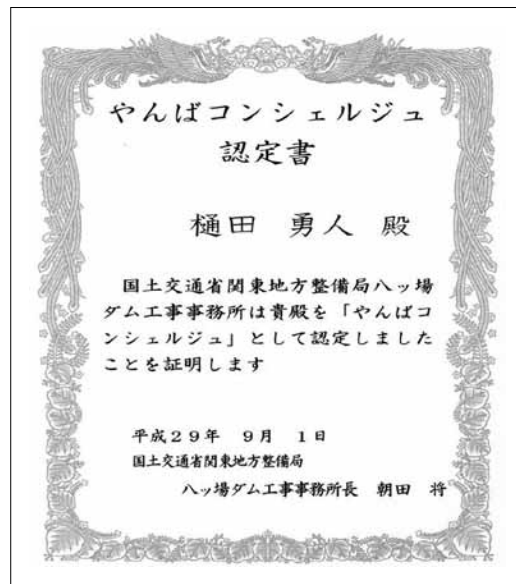 やんばコンシェルジュ
認定書
樋田 勇人 殿
国土交通省関東地方整備局八ッ場
ダム工事事務所は貴殿を「やんばコ
ンシェルジュ」として認定しました
ことを証明します
平成29年 9月 1日
国土交通省関東地方整備局
八ッ場ダム工事事務所長 朝田 将